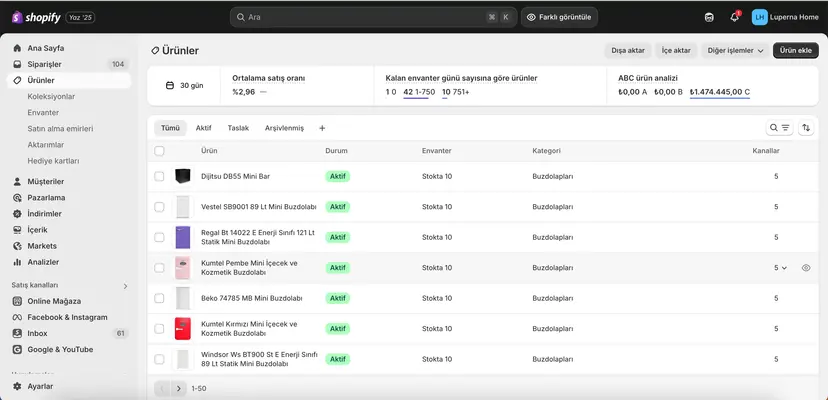 shopify Yaz '25 Ara ⌘ K Farklı görüntüle 1 LH Luperna Home
Ana Sayfa
Siparişler 104
Ürünler
Koleksiyonlar
Envanter
Satın alma emirleri
Aktarımlar
Hediye kartları
Müşteriler
Pazarlama
İndirimler
İçerik
Markets
Analizler
Satış kanalları
Online Mağaza
Facebook & Instagram
Inbox 61
Google & YouTube
Ayarlar
Ürünler Dışa aktar İçe aktar Diğer işlemler Ürün ekle
30 gün
Ortalama satış oranı
%2,96 —
Kalan envanter günü sayısına göre ürünler
1 0 42 1-750 10 751+
ABC ürün analizi
₺0,00 A ₺0,00 B ₺1.474.445,00 C
Tümü Aktif Taslak Arşivlenmiş +
Ürün Durum Envanter Kategori Kanallar
Dijitsu DB55 Mini Bar Aktif Stokta 10 Buzdolapları 5
Vestel SB9001 89 Lt Mini Buzdolabı Aktif Stokta 10 Buzdolapları 5
Regal Bt 14022 E Enerji Sınıfı 121 Lt
Statik Mini Buzdolabı Aktif Stokta 10 Buzdolapları 5
Kumtel Pembe Mini İçecek ve
Kozmetik Buzdolabı Aktif Stokta 10 Buzdolapları 5
Beko 74785 MB Mini Buzdolabı Aktif Stokta 10 Buzdolapları 5
Kumtel Kırmızı Mini İçecek ve
Kozmetik Buzdolabı Aktif Stokta 10 Buzdolapları 5
Windsor Ws BT900 St E Enerji Sınıfı
89 Lt Statik Mini Buzdolabı Aktif Stokta 10 Buzdolapları 5
1-50